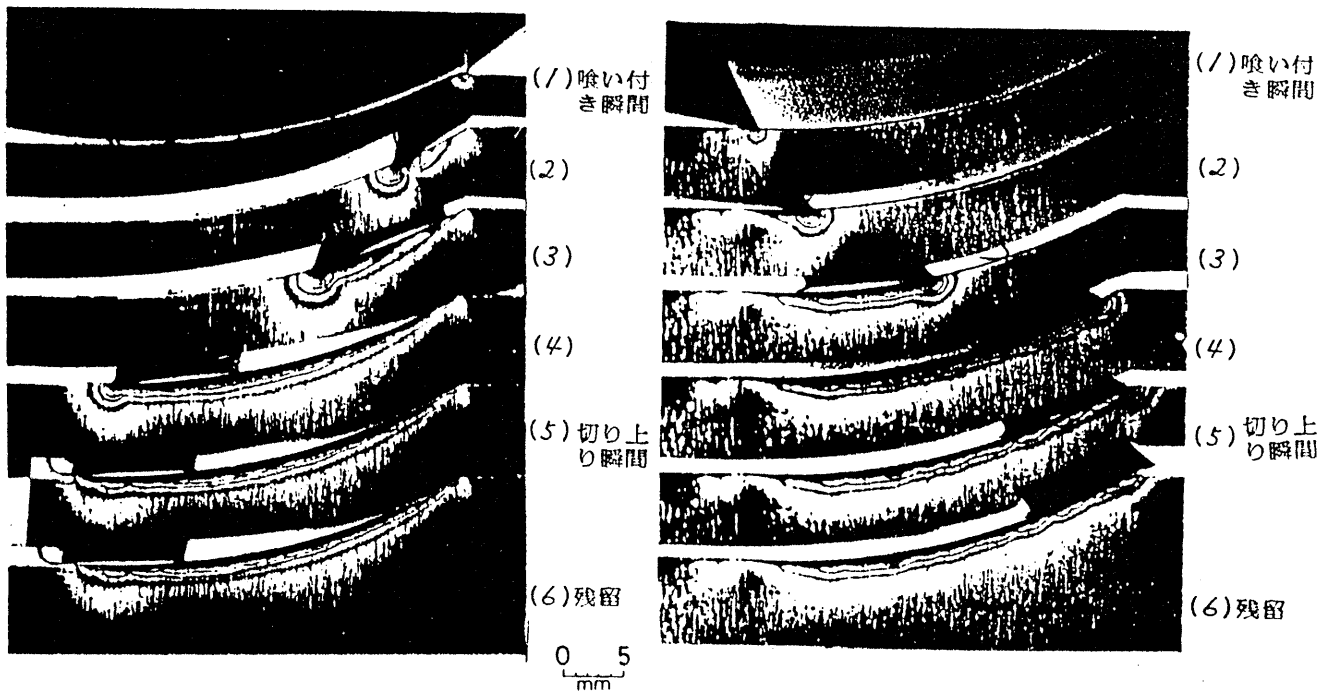 (1)喰い付
き瞬間
(2)
(3)
(4)
(5)切り上
り瞬間
(6)残留
0 5
mm
(1)喰い付
き瞬間
(2)
(3)
(4)
(5)切り上
り瞬間
(6)残留